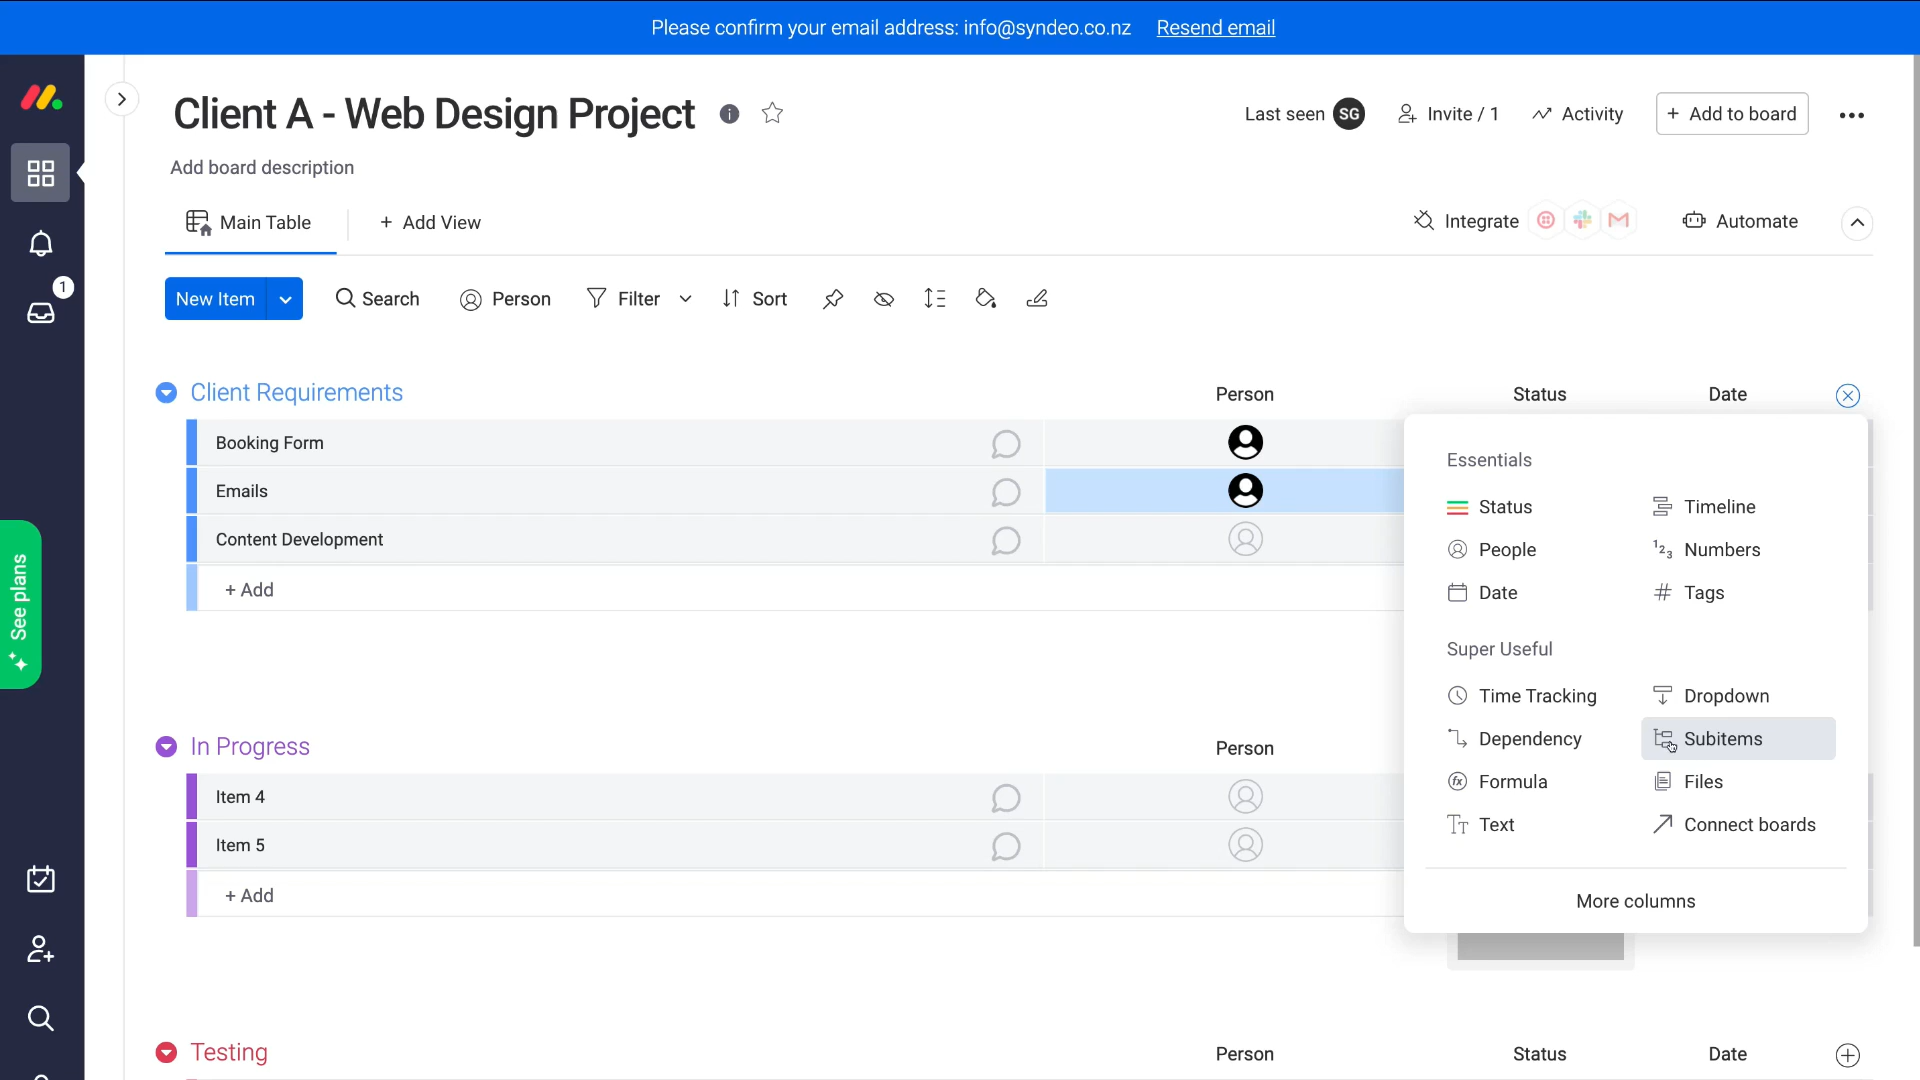 Please confirm your email address: info@syndeo.co.nz Resend email
Client A - Web Design Project
Last seen SG Invite / 1 Activity + Add to board
Add board description
Main Table + Add View
Integrate Automate
1
New Item Search Person Filter Sort
Client Requirements Person Status Date
Booking Form
Emails
Content Development
+ Add
See plans
Essentials
Status Timeline
People Numbers
Date Tags
Super Useful
Time Tracking Dropdown
Dependency Subitems
Formula Files
Text Connect boards
More columns
In Progress Person
Item 4
Item 5
+ Add
Testing Person Status Date